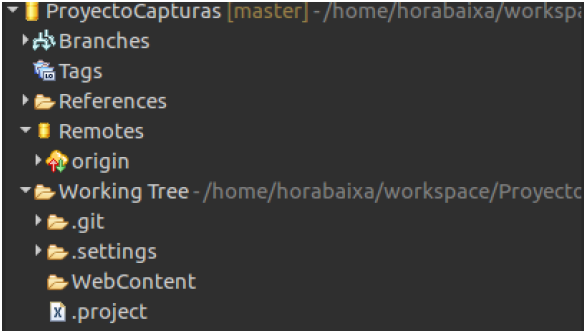 ProyectoCapturas [master] - /home/horabaixa/workspa
Branches
Tags
References
Remotes
origin
Working Tree - /home/horabaixa/workspace/Proyecto
.git
.settings
WebContent
.project